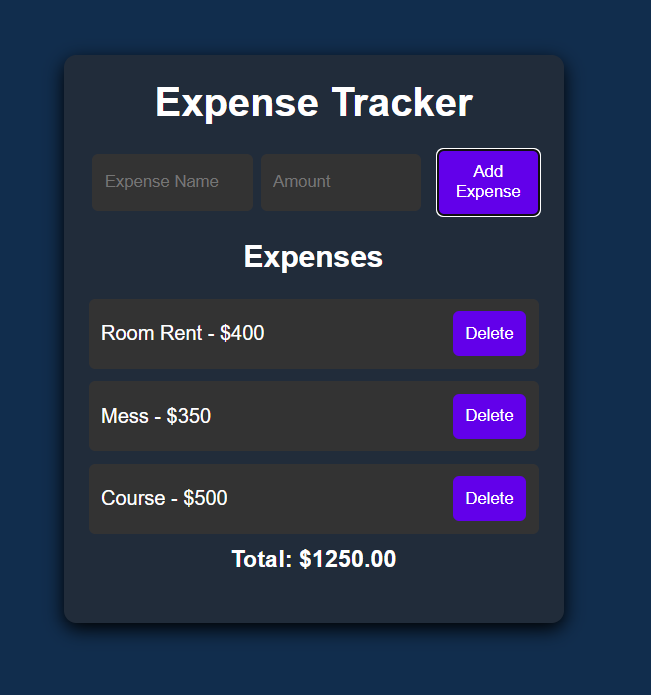 Expense Tracker
Expense Name
Amount
Add
Expense
Expenses
Room Rent - $400
Delete
Mess - $350
Delete
Course - $500
Delete
Total: $1250.00